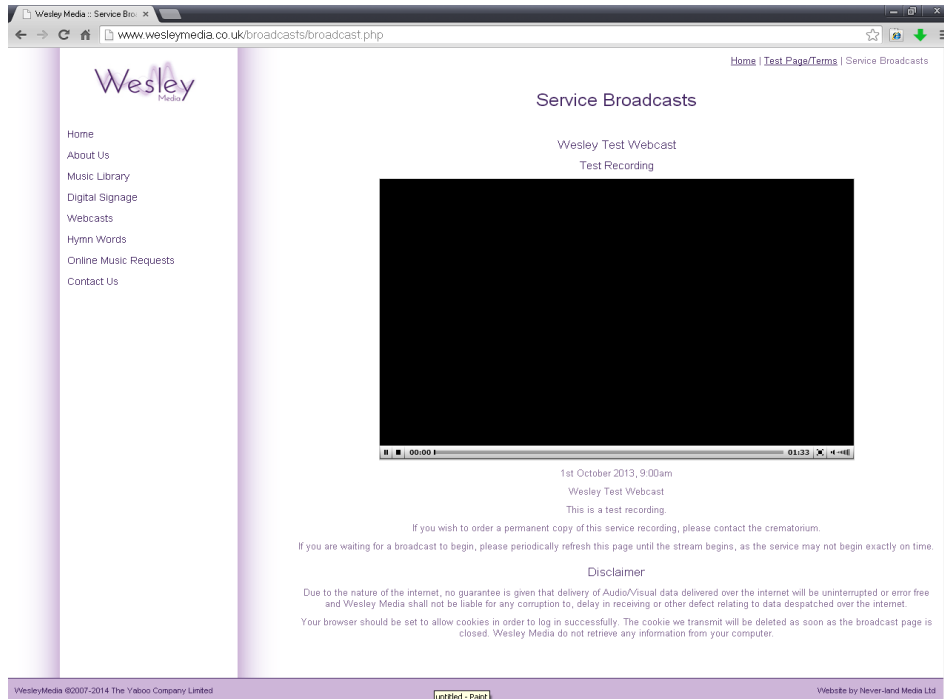 Wesley Media :: Service Bro
www.wesleymedia.co.uk/broadcasts/broadcast.php
Wesley
Media
Home
About Us
Music Library
Digital Signage
Webcasts
Hymn Words
Online Music Requests
Contact Us
Home | Test Page/Terms | Service Broadcasts
Service Broadcasts
Wesley Test Webcast
Test Recording
00:00 01:33
1st October 2013, 9:00am
Wesley Test Webcast
This is a test recording.
If you wish to order a permanent copy of this service recording, please contact the crematorium.
If you are waiting for a broadcast to begin, please periodically refresh this page until the stream begins, as the service may not begin exactly on time.
Disclaimer
Due to the nature of the internet, no guarantee is given that delivery of Audio/Visual data delivered over the internet will be uninterrupted or error free
and Wesley Media shall not be liable for any corruption to, delay in receiving or other defect relating to data despatched over the internet.
Your browser should be set to allow cookies in order to log in successfully. The cookie we transmit will be deleted as soon as the broadcast page is
closed. Wesley Media do not retrieve any information from your computer.
WesleyMedia ©2007-2014 The Yaboo Company Limited
untitled - Paint
Website by Never-land Media Ltd